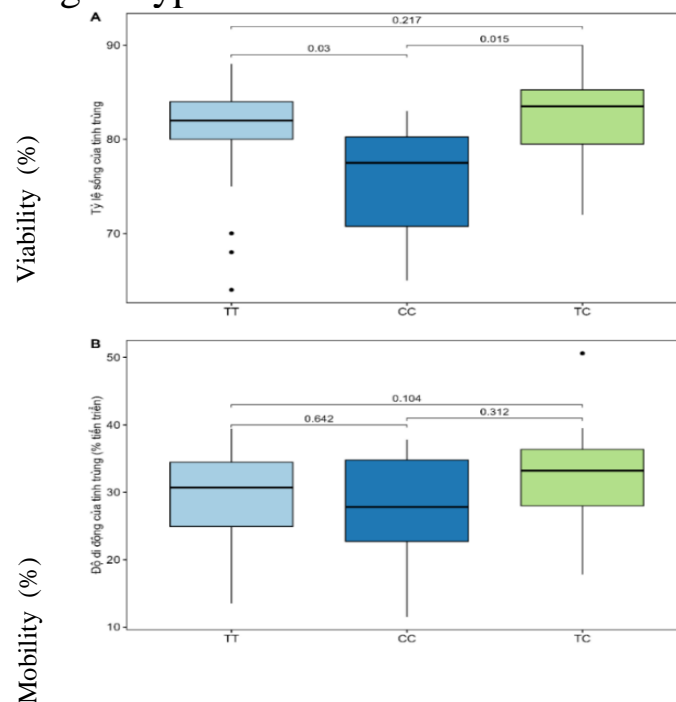 A
0.217
0.03
0.015
90
80
70
Tỷ lệ sống của tinh trùng
Viability (%)
TT
CC
TC
B
0.104
0.642
0.312
50
40
30
20
10
Độ di động của tinh trùng (% tiến triển)
Mobility (%)
TT
CC
TC